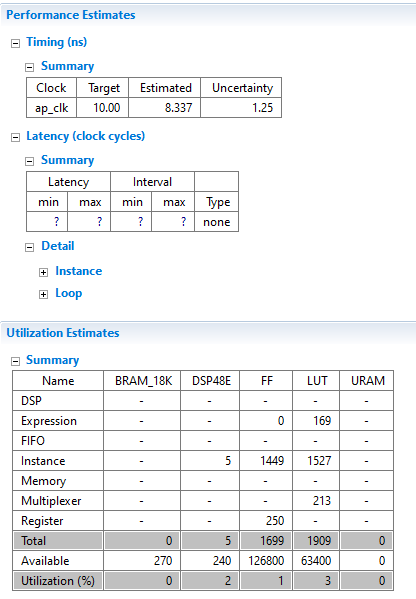 Performance Estimates
Timing (ns)
Summary
Clock Target Estimated Uncertainty
ap_clk 10.00 8.337 1.25
Latency (clock cycles)
Summary
Latency Interval
min max min max Type
? ? ? ? none
Detail
Instance
Loop
Utilization Estimates
Summary
Name BRAM_18K DSP48E FF LUT URAM
DSP - - - - -
Expression - - 0 169 -
FIFO - - - - -
Instance - 5 1449 1527 -
Memory - - - - -
Multiplexer - - - 213 -
Register - - 250 - -
Total 0 5 1699 1909 0
Available 270 240 126800 63400 0
Utilization (%) 0 2 1 3 0